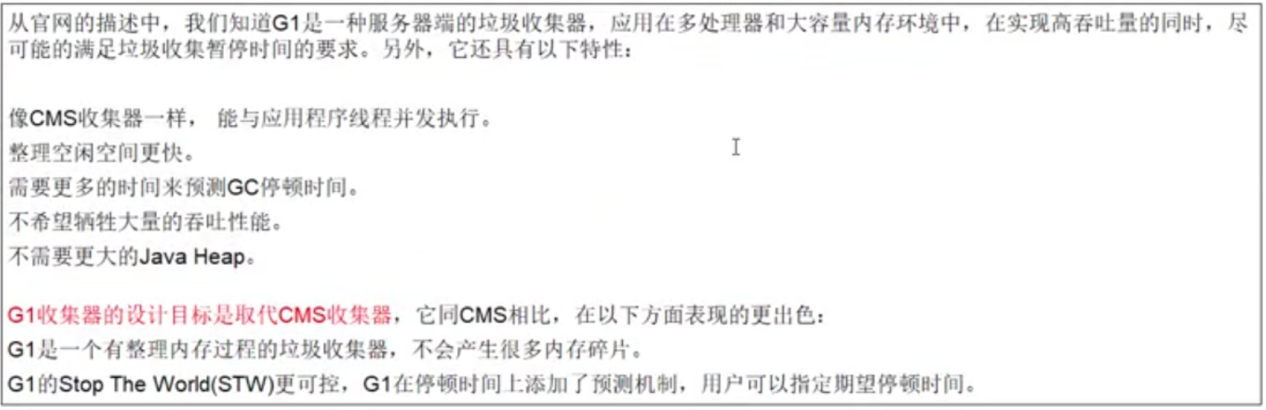 从官网的描述中，我们知道G1是一种服务器端的垃圾收集器，应用在多处理器和大容量内存环境中，在实现高吞吐量的同时，尽
可能的满足垃圾收集暂停时间的要求。另外，它还具有以下特性：
像CMS收集器一样， 能与应用程序线程并发执行。
整理空闲空间更快。
需要更多的时间来预测GC停顿时间。
不希望牺牲大量的吞吐性能。
不需要更大的Java Heap。
G1收集器的设计目标是取代CMS收集器，它同CMS相比，在以下方面表现的更出色：
G1是一个有整理内存过程的垃圾收集器，不会产生很多内存碎片。
G1的Stop The World(STW)更可控，G1在停顿时间上添加了预测机制，用户可以指定期望停顿时间。